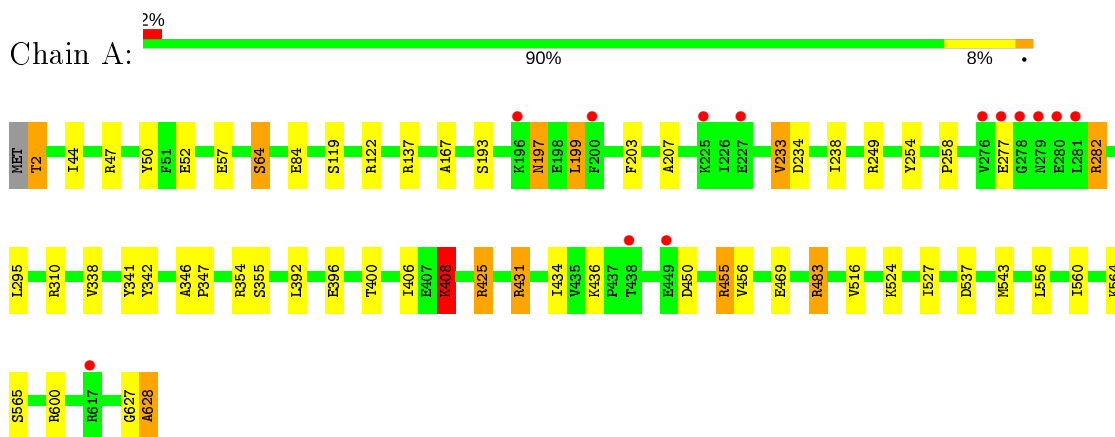 2%
Chain A:
90% 8% •
MET T2 I44 R47 Y50 F51 E52 E57 S64 E84 S119 R122 R137 A167 S193 K196 N197 E198 L199 F200 F203 A207 K225 I226 E227 V233 D234 I238 R249 Y254 P258 V276 E277 G278 N279 E280 L281 R282
L295 R310 V338 Y341 Y342 A346 P347 R354 S355 L392 E396 T400 I406 E407 K408 R425 R431 I434 V435 K436 P437 T438 E449 D450 R455 V456 E469 R483 V516 K524 I527 D537 M543 L556 I560 K564
S565 R600 R617 G627 A628